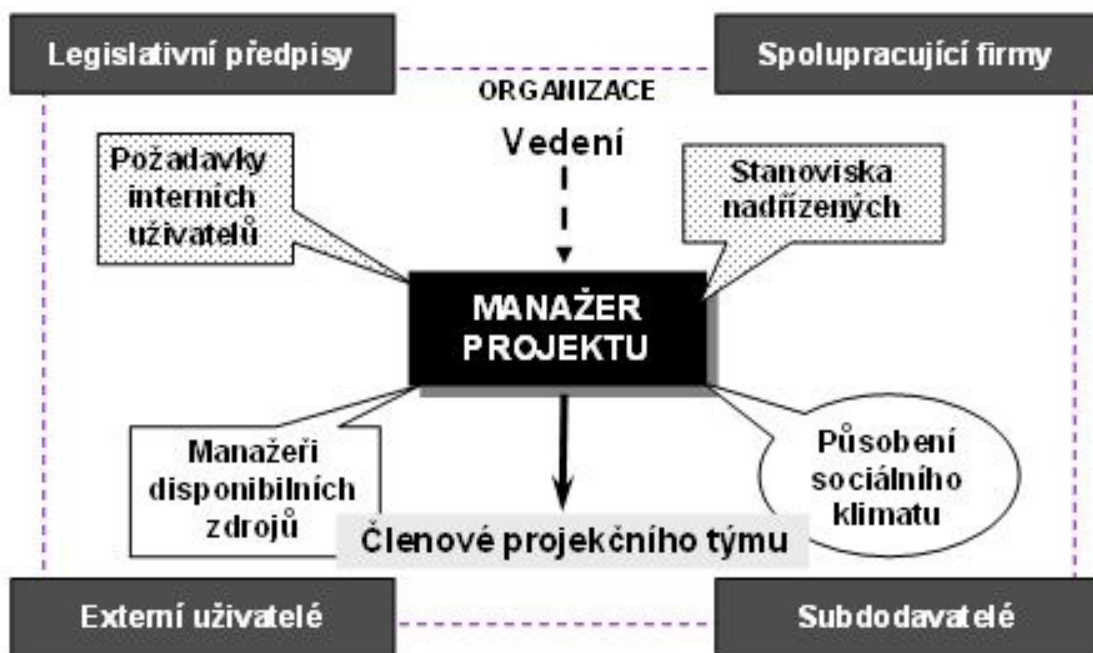 Legislativní předpisy
Spolupracující firmy
ORGANIZACE
Vedení
Požadavky
interních
uživatelů
Stanoviska
nadřízených
MANAŽER
PROJEKTU
Manažeři
disponibilních
zdrojů
Působení
sociálního
klimatu
Členové projekčního týmu
Externí uživatelé
Subdodavatelé